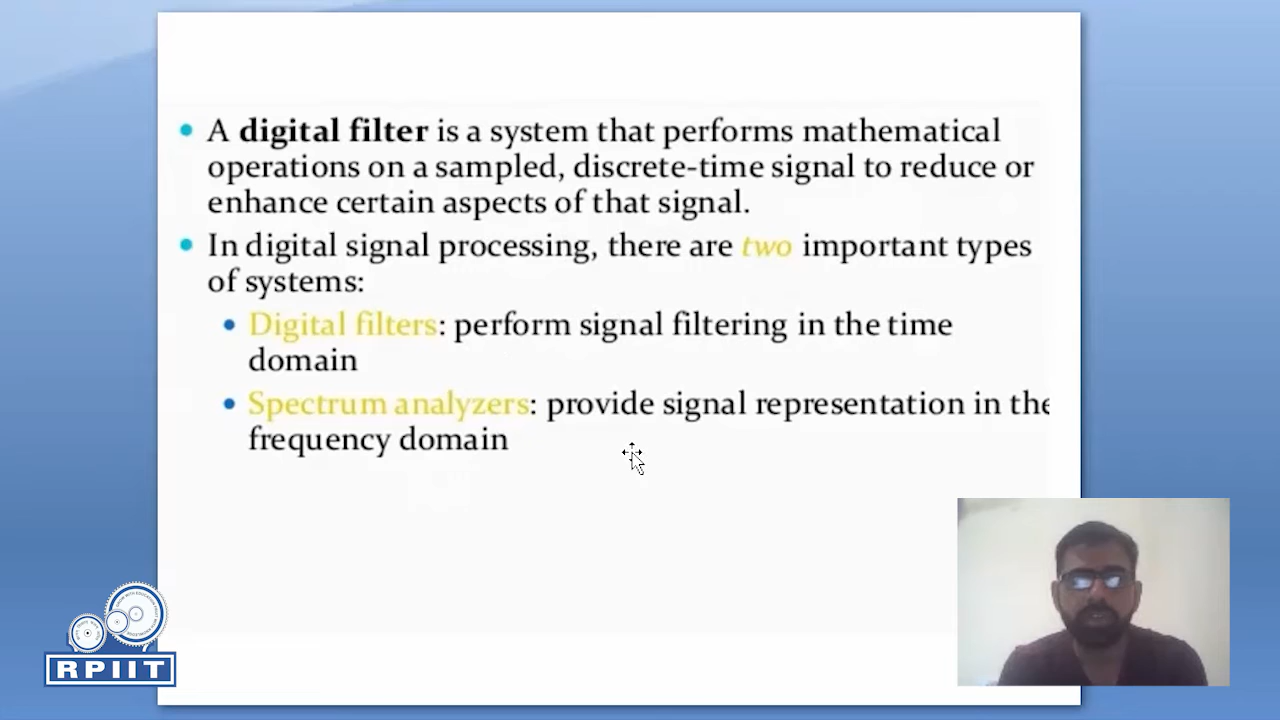 A digital filter is a system that performs mathematical
operations on a sampled, discrete-time signal to reduce or
enhance certain aspects of that signal.
In digital signal processing, there are two important types
of systems:
Digital filters: perform signal filtering in the time
domain
Spectrum analyzers: provide signal representation in the
frequency domain
RPIIT